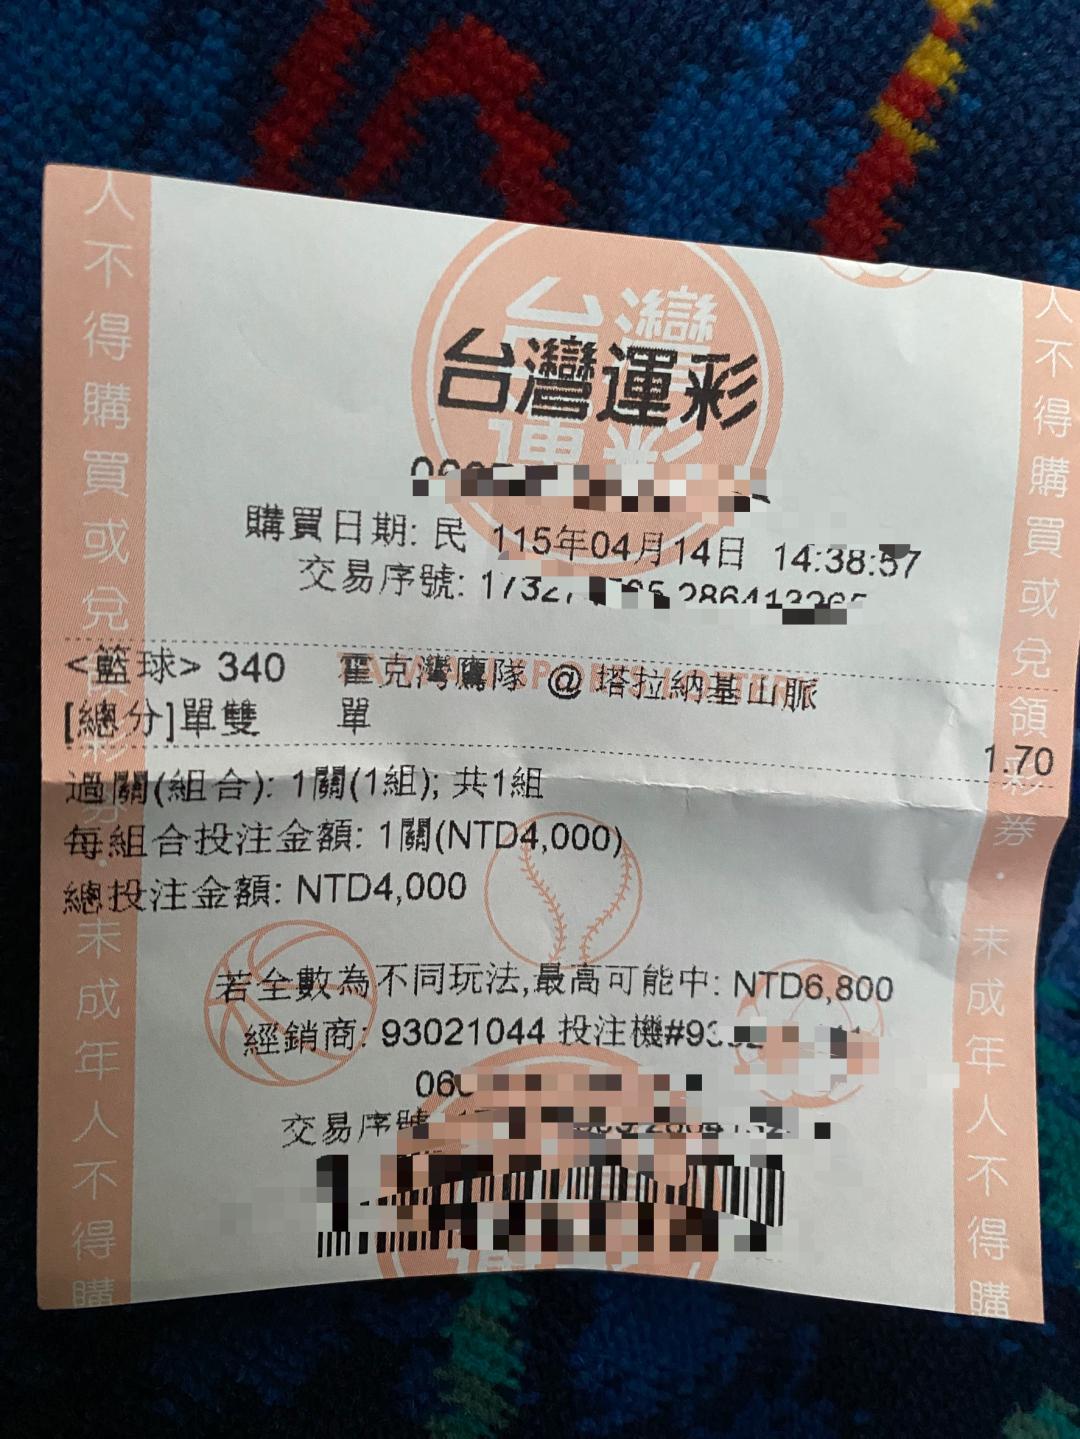 台灣運彩
購買日期: 民 115年04月14日 14:38:57
交易序號:
<籃球> 340 霍克灣鷹隊 @ 塔拉納基山脈
[總分]單雙 單
1.70
過關(組合): 1關(1組); 共1組
每組合投注金額: 1關(NTD4,000)
總投注金額: NTD4,000
若全數為不同玩法,最高可能中: NTD6,800
經銷商: 93021044 投注機#93
交易序號
人不得購買或兌
未成年人不得購
人不得購買或兌領彩券・未成年人不得購